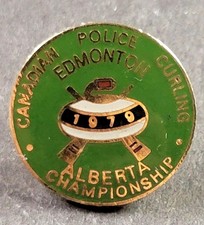 CANADIAN POLICE CURLING
EDMONTON
1979
ALBERTA
CHAMPIONSHIP